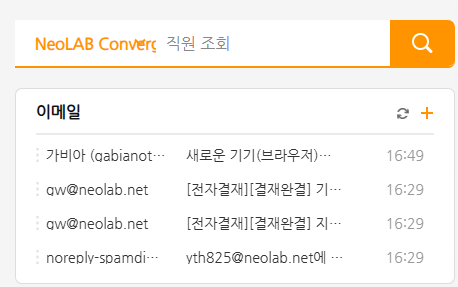 NeoLAB Converg 직원 조회
이메일
가비아 (gabianot… 새로운 기기(브라우저)… 16:49
gw@neolab.net [전자결재][결재완결] 기… 16:29
gw@neolab.net [전자결재][결재완결] 지… 16:29
noreply-spamdi… yth825@neolab.net에 … 16:29